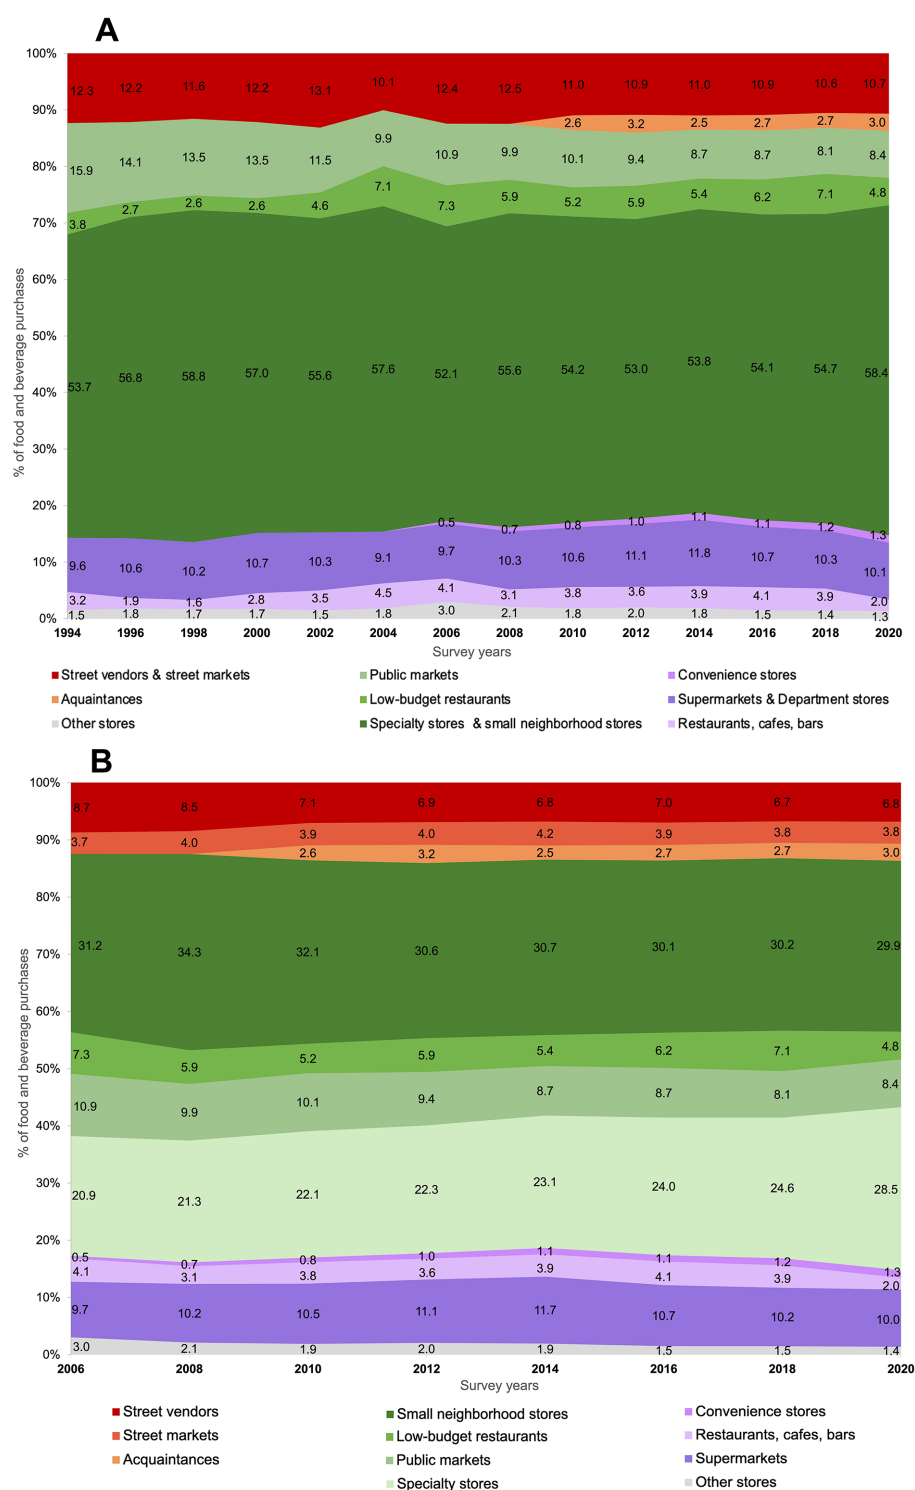 A
100%
90%
80%
70%
60%
50%
40%
30%
20%
10%
0%
% of food and beverage purchases
12.3 12.2 11.6 12.2 13.1 10.1 12.4 12.5 11.0 10.9 11.0 10.9 10.6 10.7
2.6 3.2 2.5 2.7 2.7 3.0
15.9 14.1 13.5 13.5 11.5 9.9 10.9 9.9 10.1 9.4 8.7 8.7 8.1 8.4
3.8 2.7 2.6 2.6 4.6 7.1 7.3 5.9 5.2 5.9 5.4 6.2 7.1 4.8
53.7 56.8 58.8 57.0 55.6 57.6 52.1 55.6 54.2 53.0 53.8 54.1 54.7 58.4
0.5 0.7 0.8 1.0 1.1 1.1 1.2 1.3
9.6 10.6 10.2 10.7 10.3 9.1 9.7 10.3 10.6 11.1 11.8 10.7 10.3 10.1
3.2 1.9 1.6 2.8 3.5 4.5 4.1 3.1 3.8 3.6 3.9 4.1 3.9 2.0
1.5 1.8 1.7 1.7 1.5 1.8 3.0 2.1 1.8 2.0 1.8 1.5 1.4 1.3
1994 1996 1998 2000 2002 2004 2006 2008 2010 2012 2014 2016 2018 2020
Survey years
Street vendors & street markets Public markets Convenience stores
Aquaintances Low-budget restaurants Supermarkets & Department stores
Other stores Specialty stores & small neighborhood stores Restaurants, cafes, bars
B
100%
90%
80%
70%
60%
50%
40%
30%
20%
10%
0%
% of food and beverage purchases
8.7 8.5 7.1 6.9 6.8 7.0 6.7 6.8
3.7 4.0 3.9 4.0 4.2 3.9 3.8 3.8
2.6 3.2 2.5 2.7 2.7 3.0
31.2 34.3 32.1 30.6 30.7 30.1 30.2 29.9
7.3 5.9 5.2 5.9 5.4 6.2 7.1 4.8
10.9 9.9 10.1 9.4 8.7 8.7 8.1 8.4
20.9 21.3 22.1 22.3 23.1 24.0 24.6 28.5
0.5 0.7 0.8 1.0 1.1 1.1 1.2 1.3
4.1 3.1 3.8 3.6 3.9 4.1 3.9 2.0
9.7 10.2 10.5 11.1 11.7 10.7 10.2 10.0
3.0 2.1 1.9 2.0 1.9 1.5 1.5 1.4
2006 2008 2010 2012 2014 2016 2018 2020
Survey years
Street vendors Small neighborhood stores Convenience stores
Street markets Low-budget restaurants Restaurants, cafes, bars
Acquaintances Public markets Supermarkets
Specialty stores Other stores